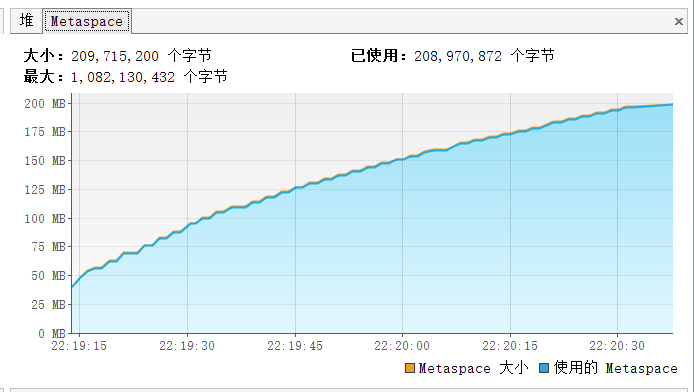 堆 Metaspace ×
大小: 209,715,200 个字节 已使用: 208,970,872 个字节
最大: 1,082,130,432 个字节
200 MB
175 MB
150 MB
125 MB
100 MB
75 MB
50 MB
25 MB
0 MB
22:19:15 22:19:30 22:19:45 22:20:00 22:20:15 22:20:30
Metaspace 大小 使用的 Metaspace